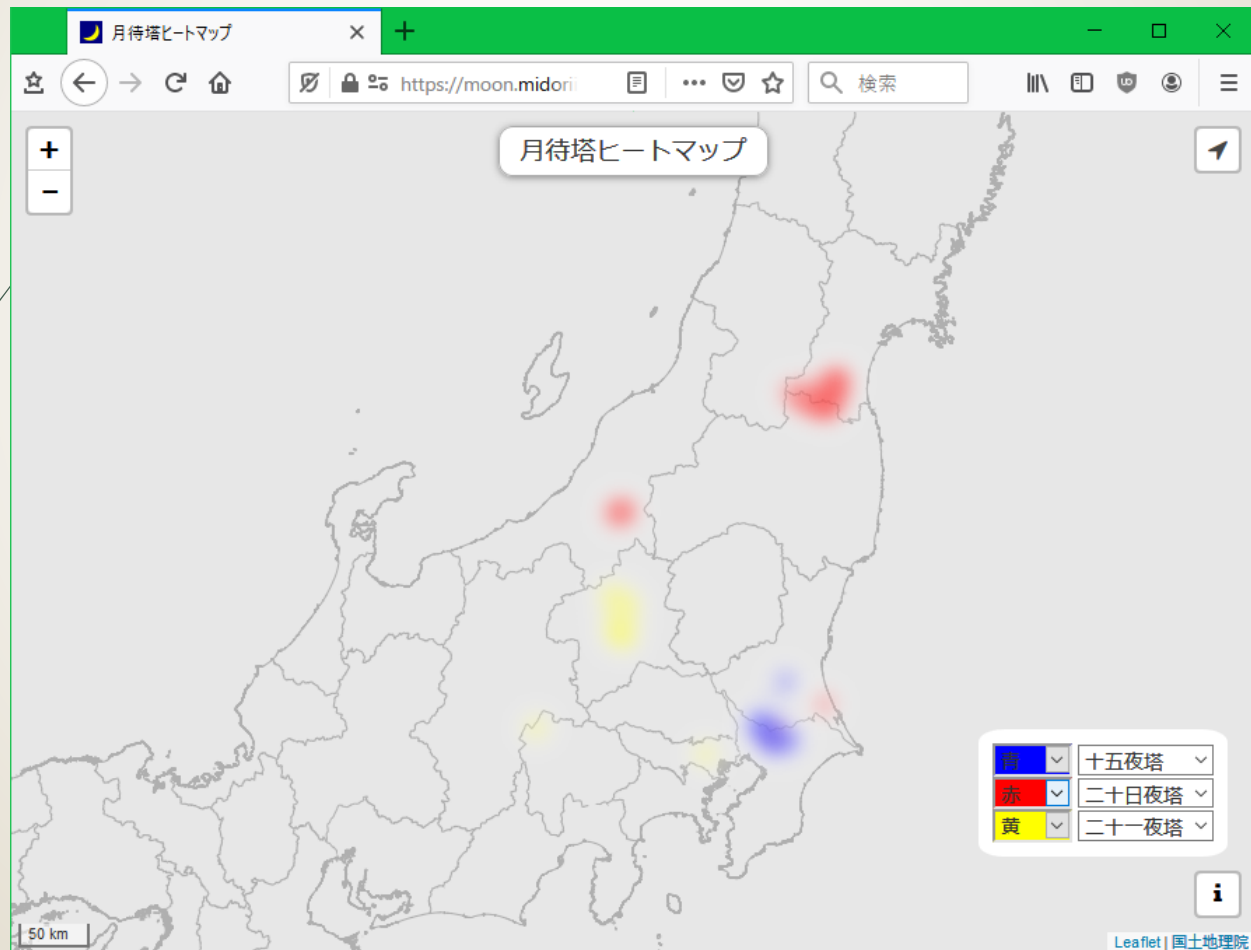 月待塔ヒートマップ
https://moon.midori
検索
+
−
月待塔ヒートマップ
青 十五夜塔
赤 二十日夜塔
黄 二十一夜塔
i
50 km
Leaflet | 国土地理院